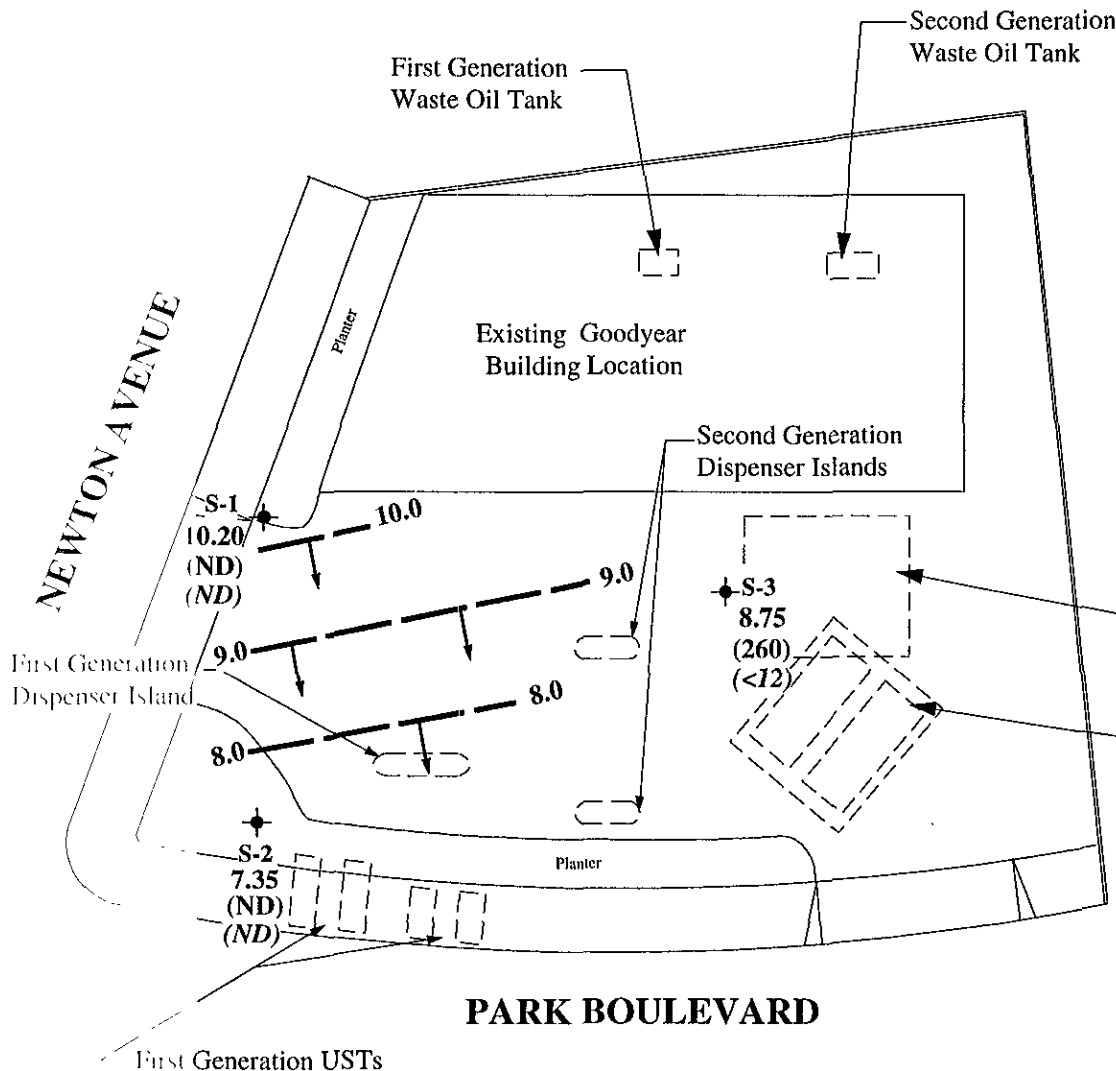 Second Generation
Waste Oil Tank
First Generation
Waste Oil Tank
Planter
Existing Goodyear
Building Location
NEWTON AVENUE
Second Generation
Dispenser Islands
S-1
10.20
(ND)
(ND)
10.0
9.0
9.0
S-3
8.75
(260)
(<12)
First Generation
Dispenser Island
8.0
8.0
S-2
7.35
(ND)
(ND)
Planter
PARK BOULEVARD
First Generation USTs